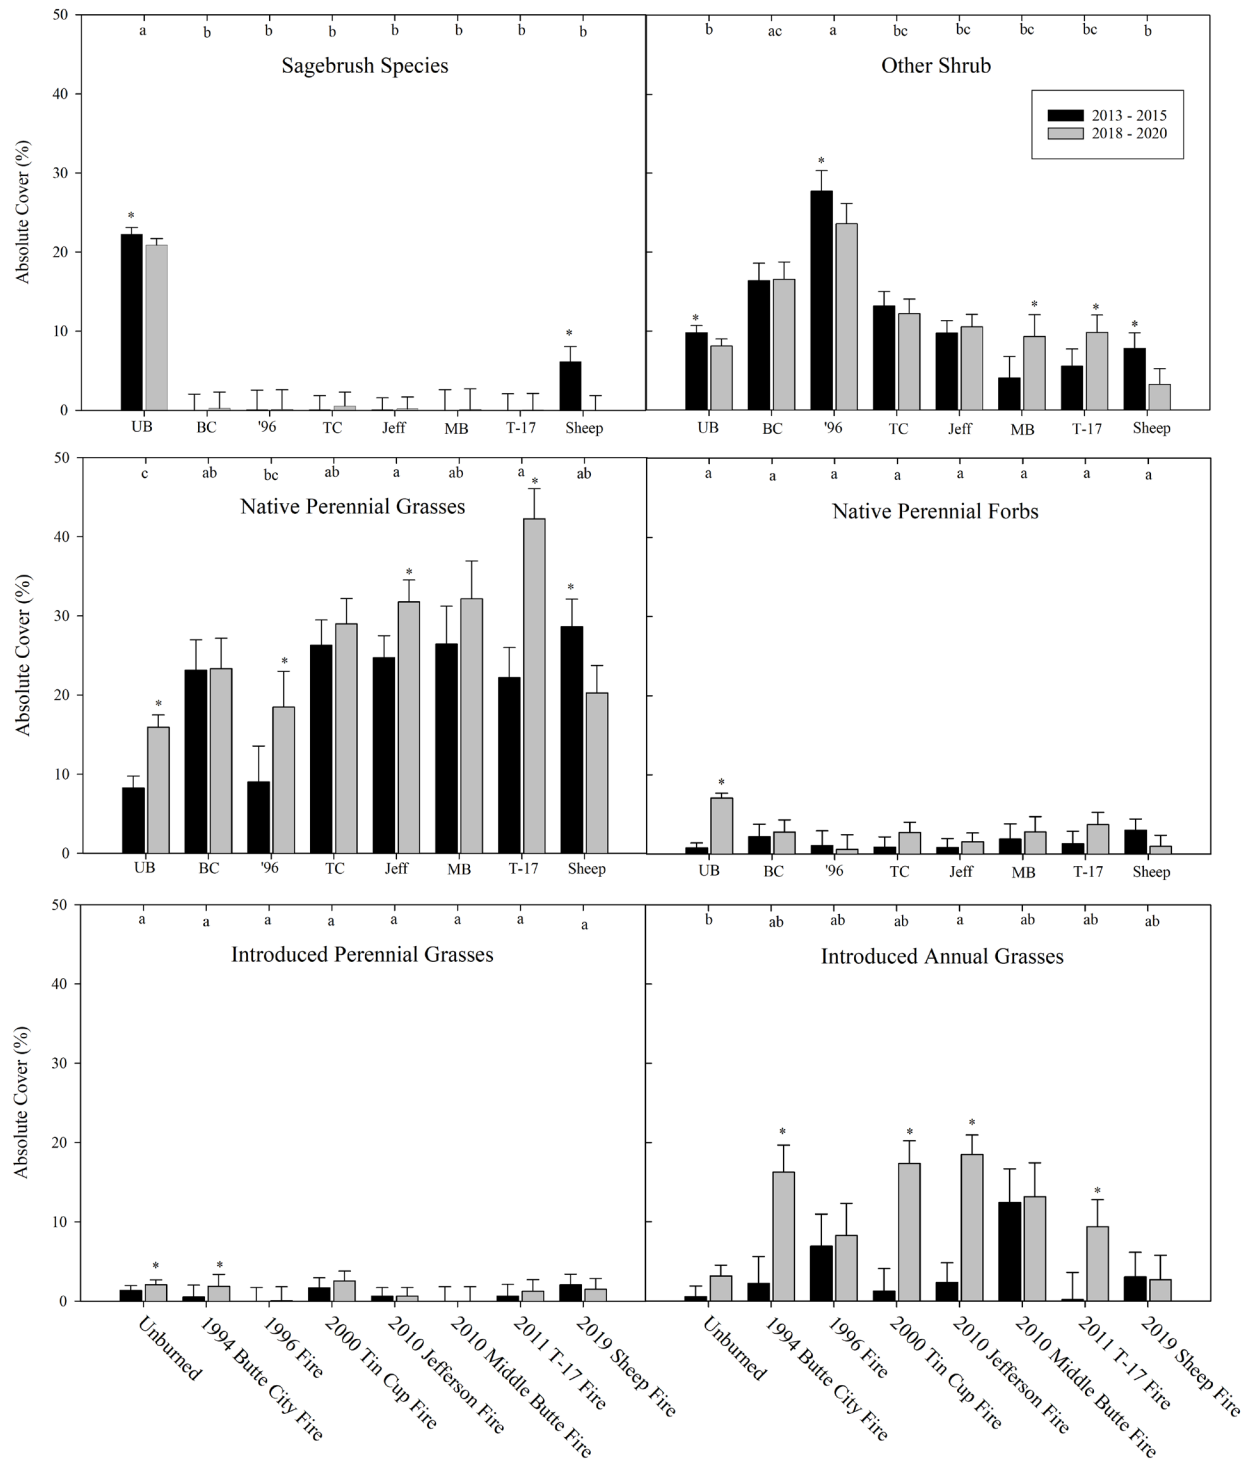 50
a b b b b b b b
Sagebrush Species
40
30
20
10
0
Absolute Cover (%)
* *
UB BC '96 TC Jeff MB T-17 Sheep
b ac a bc bc bc bc b
Other Shrub
2013 - 2015
2018 - 2020
* * * * *
UB BC '96 TC Jeff MB T-17 Sheep
50
c ab bc ab a ab a ab
Native Perennial Grasses
40
30
20
10
0
Absolute Cover (%)
* * * * *
UB BC '96 TC Jeff MB T-17 Sheep
a a a a a a a a
Native Perennial Forbs
*
UB BC '96 TC Jeff MB T-17 Sheep
50
a a a a a a a a
Introduced Perennial Grasses
40
30
20
10
0
Absolute Cover (%)
* *
Unburned
1994 Butte City Fire
1996 Fire
2000 Tin Cup Fire
2010 Jefferson Fire
2010 Middle Butte Fire
2011 T-17 Fire
2019 Sheep Fire
b ab ab ab a ab ab ab
Introduced Annual Grasses
* * * *
Unburned
1994 Butte City Fire
1996 Fire
2000 Tin Cup Fire
2010 Jefferson Fire
2010 Middle Butte Fire
2011 T-17 Fire
2019 Sheep Fire